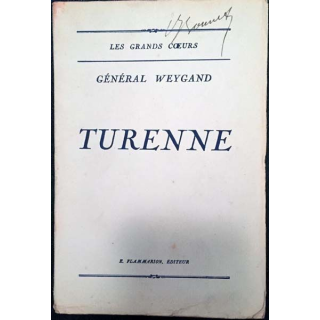 LES GRANDS CŒURS
GÉNÉRAL WEYGAND
TURENNE
E. FLAMMARION, ÉDITEUR